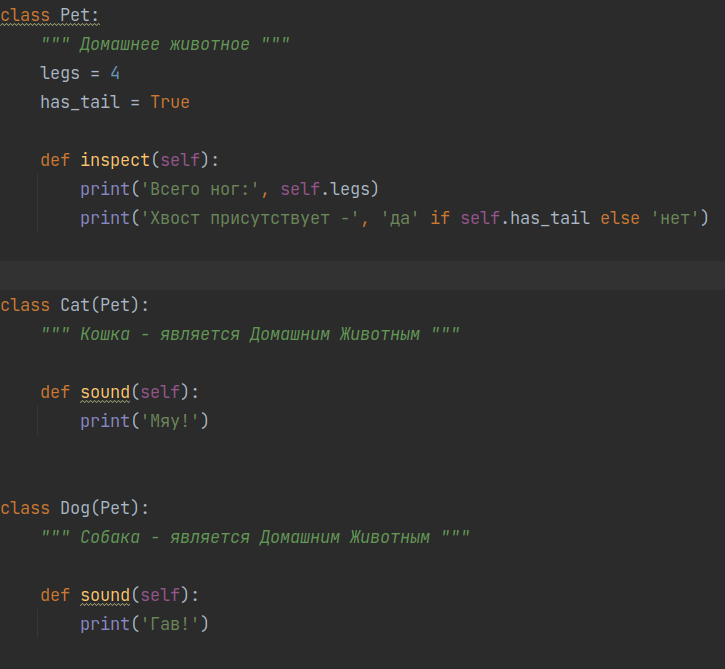 class Pet:
    """ Домашнее животное """
    legs = 4
    has_tail = True
    def inspect(self):
        print('Всего ног:', self.legs)
        print('Хвост присутствует -', 'да' if self.has_tail else 'нет')
class Cat(Pet):
    """ Кошка - является Домашним Животным """
    def sound(self):
        print('Мяу!')
class Dog(Pet):
    """ Собака - является Домашним Животным """
    def sound(self):
        print('Гав!')